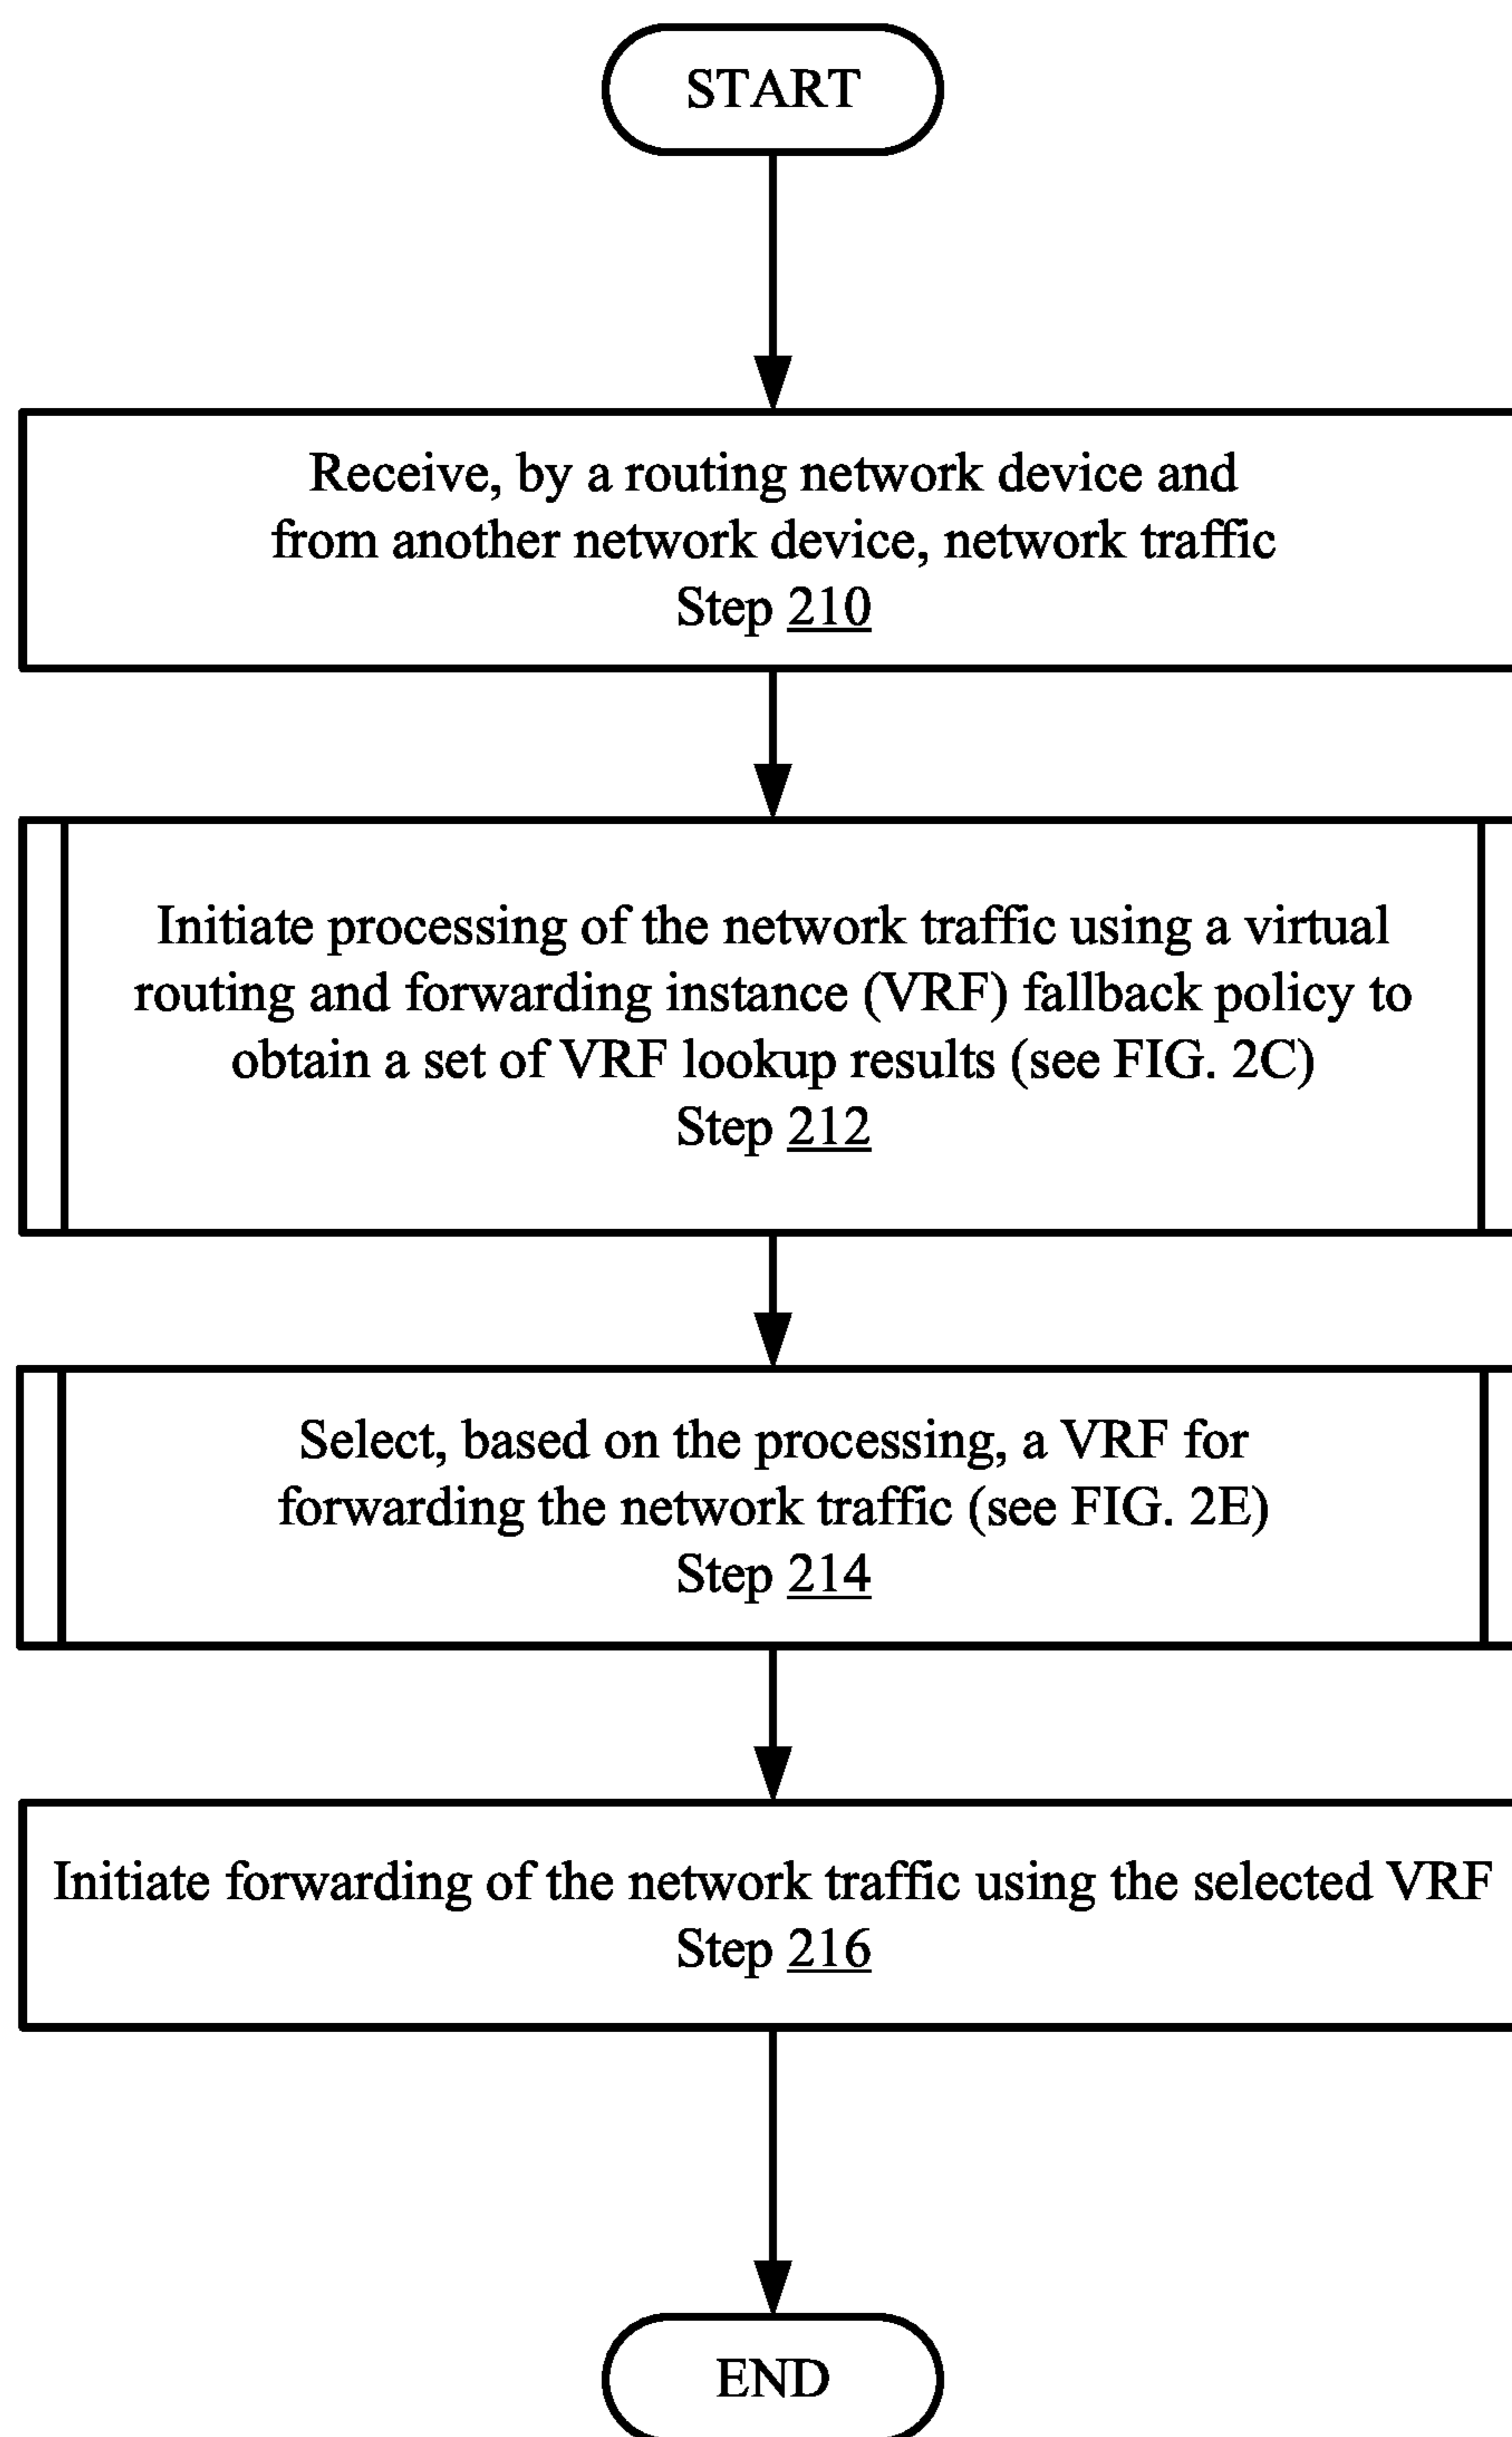 START
Receive, by a routing network device and
from another network device, network traffic
Step 210
Initiate processing of the network traffic using a virtual
routing and forwarding instance (VRF) fallback policy to
obtain a set of VRF lookup results (see FIG. 2C)
Step 212
Select, based on the processing, a VRF for
forwarding the network traffic (see FIG. 2E)
Step 214
Initiate forwarding of the network traffic using the selected VRF
Step 216
END